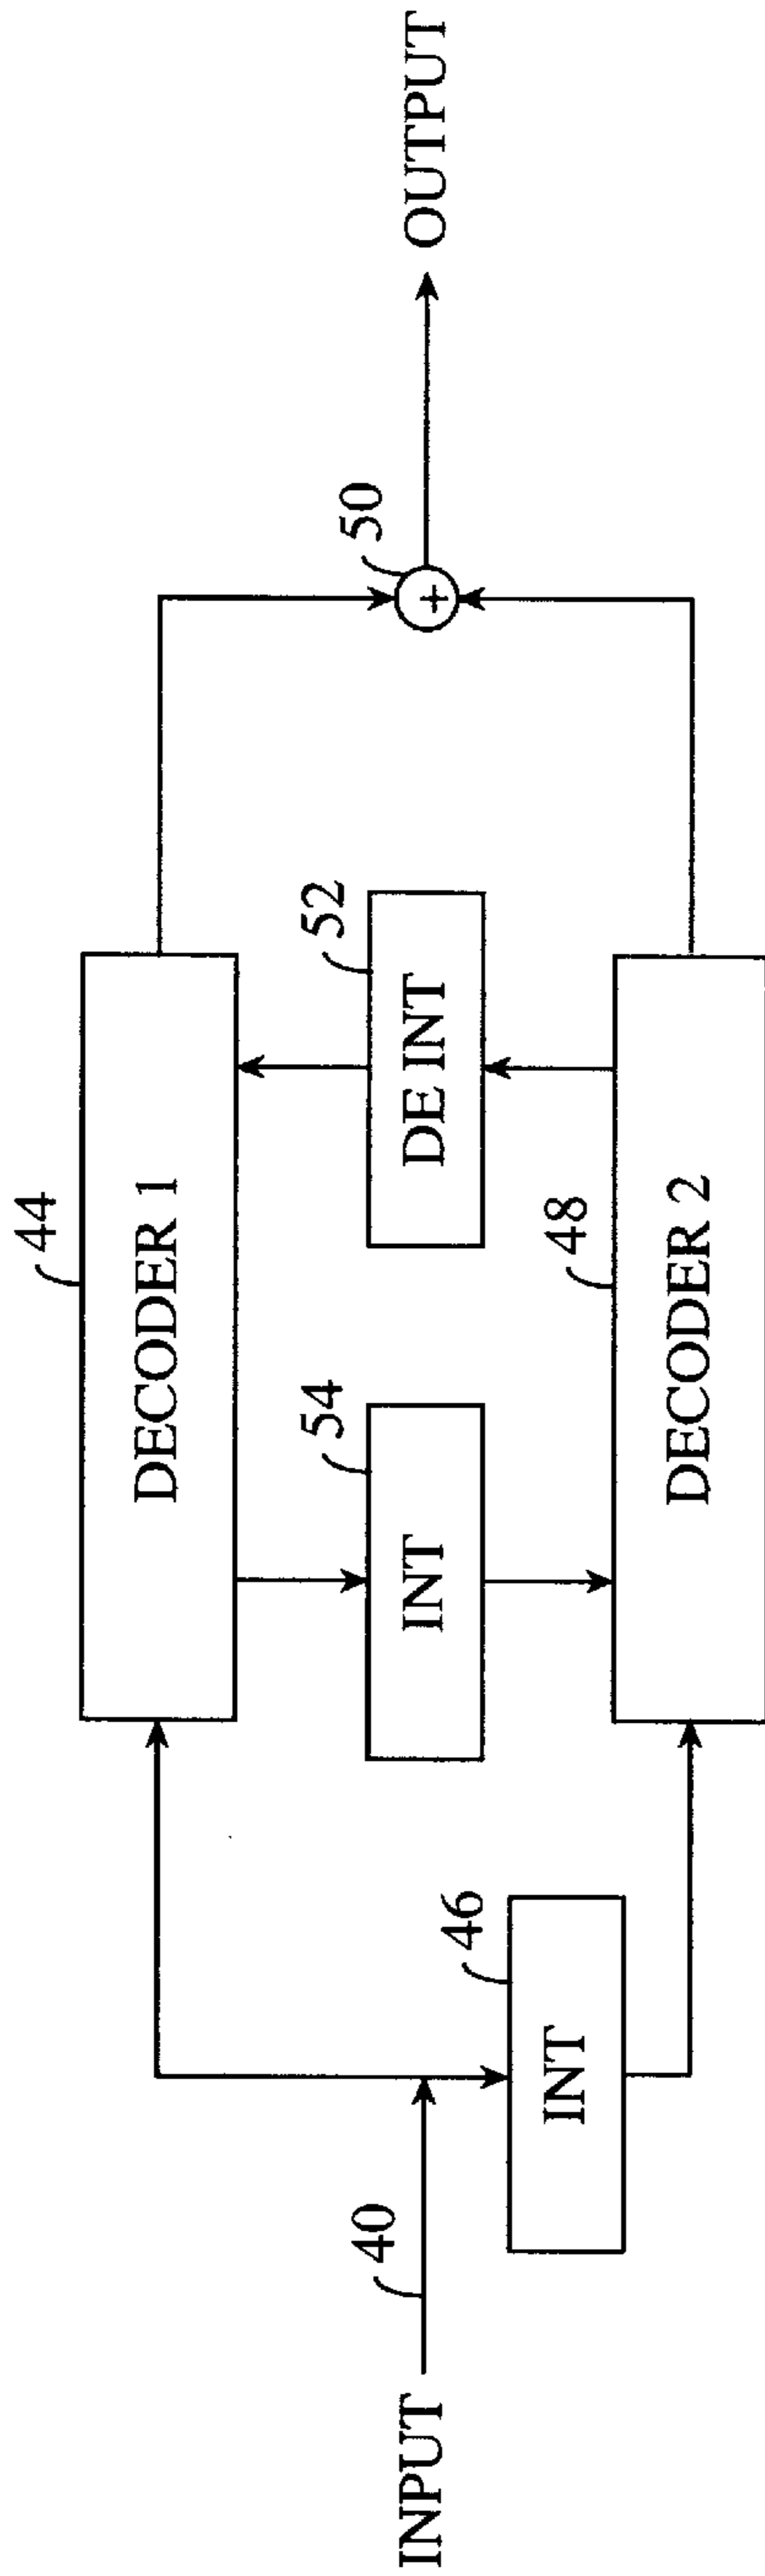 44
DECODER 1
INPUT
40
46
INT
54
INT
52
DE INT
50
+
OUTPUT
48
DECODER 2